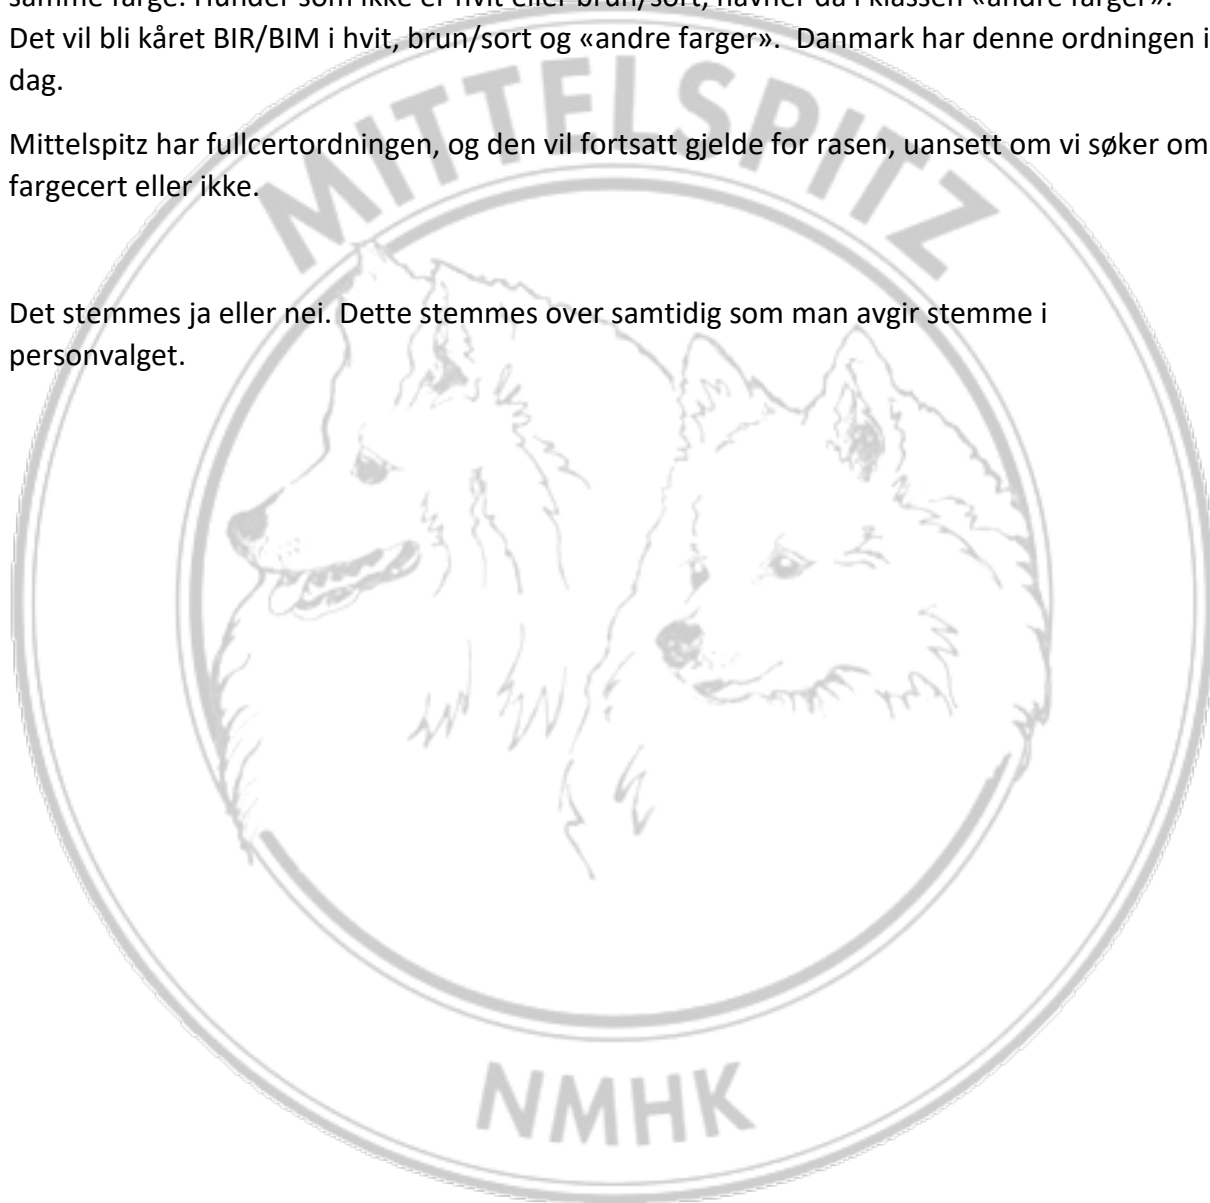 samme farge. Hunder som ikke er hvit eller brun/sort, havner da i klassen «andre farger».
Det vil bli kåret BIR/BIM i hvit, brun/sort og «andre farger».  Danmark har denne ordningen i
dag.
Mittelspitz har fullcertordningen, og den vil fortsatt gjelde for rasen, uansett om vi søker om
fargecert eller ikke.
Det stemmes ja eller nei. Dette stemmes over samtidig som man avgir stemme i
personvalget.
MITTELSPITZ
NMHK